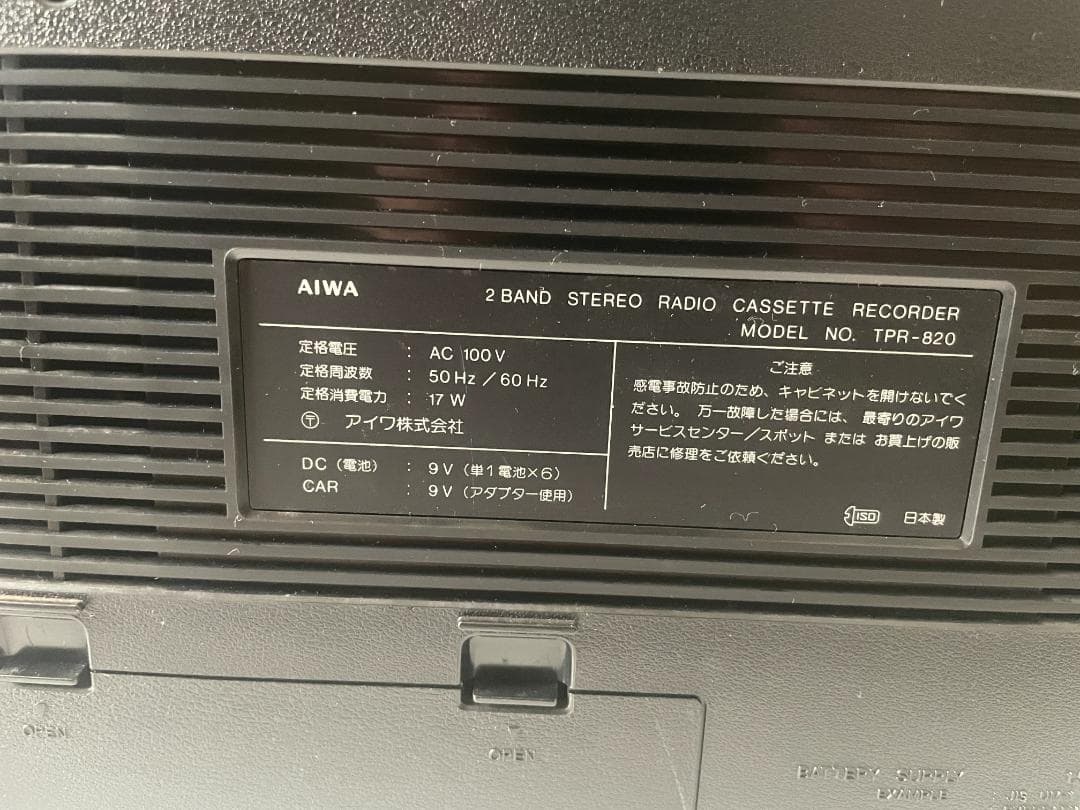 AIWA
2 BAND STEREO RADIO CASSETTE RECORDER
MODEL NO. TPR-820
定格電圧 : AC 100V
定格周波数 : 50Hz/60Hz
定格消費電力 : 17W
〒 アイワ株式会社
DC(電池) : 9V(単1電池×6)
CAR : 9V(アダプター使用)
ご注意
感電事故防止のため、キャビネットを開けないでく
ださい。万一故障した場合には、最寄りのアイワ
サービスセンター/スポット または お買上げの販
売店に修理をご依頼ください。
ISO 日本製
OPEN
OPEN
BATTERY SUPPLY
EXAMPLE